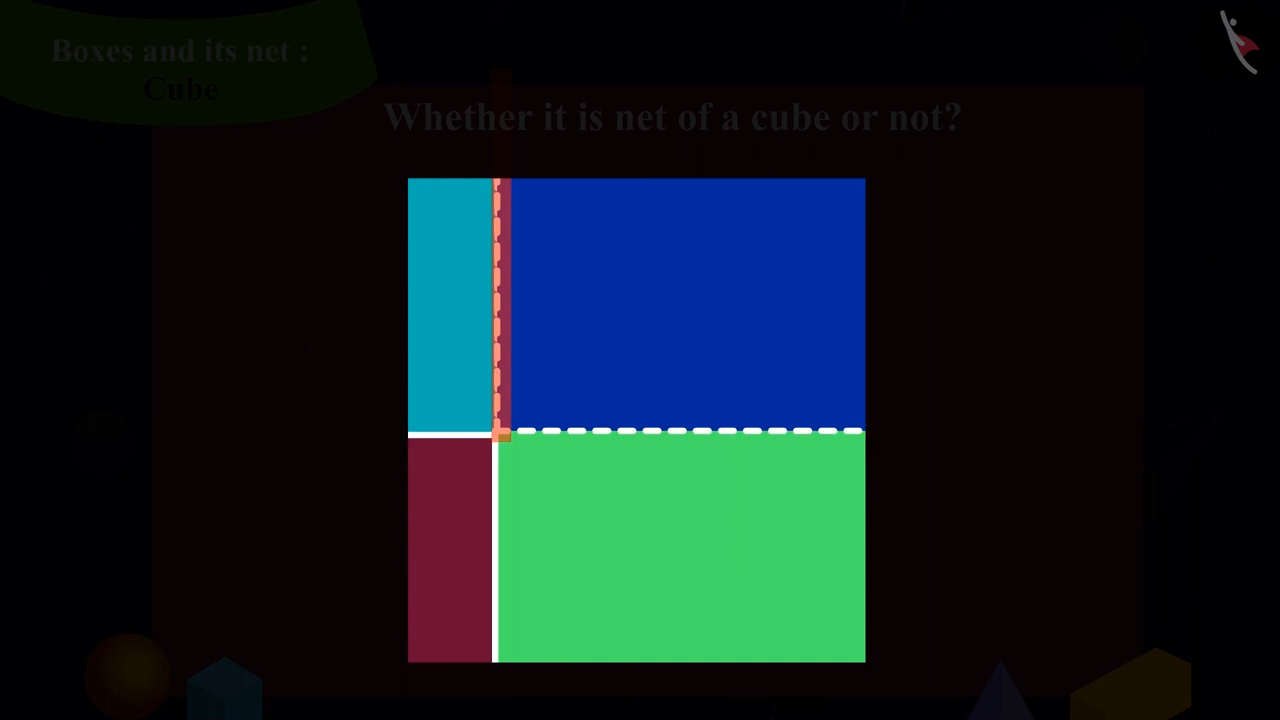 Boxes and its net :
Cube
Whether it is net of a cube or not?